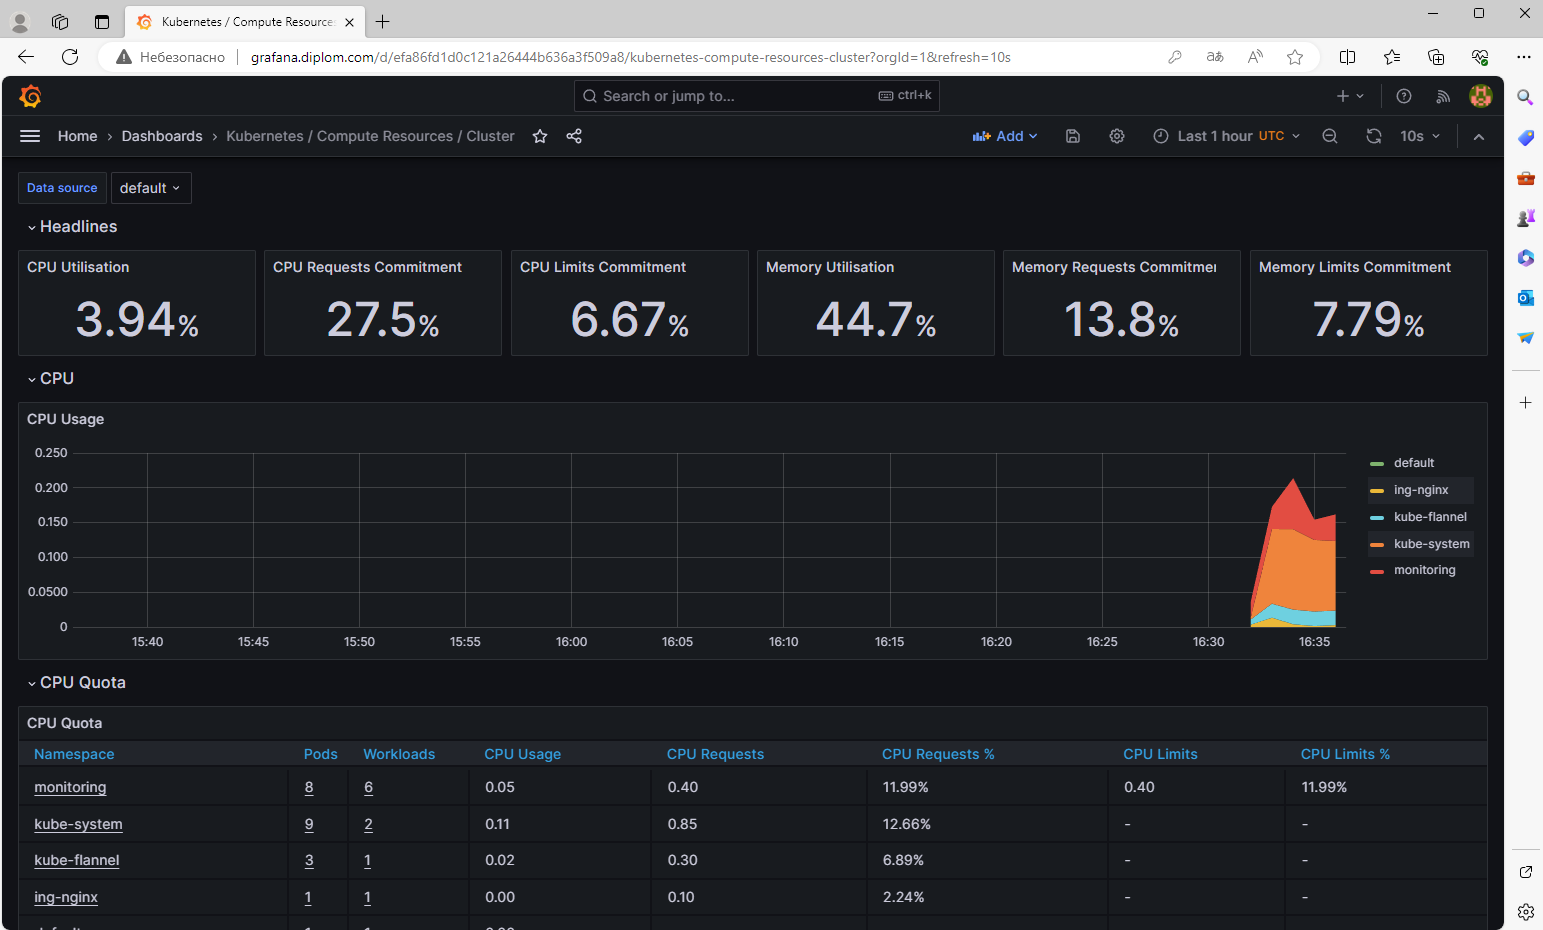 Kubernetes / Compute Resource
Небезопасно grafana.diplom.com/d/efa86fd1d0c121a26444b636a3f509a8/kubernetes-compute-resources-cluster?orgId=1&refresh=10s
Search or jump to... ctrl+k
Home › Dashboards › Kubernetes / Compute Resources / Cluster Add Last 1 hour UTC 10s
Data source default
Headlines
CPU Utilisation CPU Requests Commitment CPU Limits Commitment Memory Utilisation Memory Requests Commitmer Memory Limits Commitment
3.94% 27.5% 6.67% 44.7% 13.8% 7.79%
CPU
CPU Usage
0.250
0.200
0.150
0.100
0.0500
0
15:40 15:45 15:50 15:55 16:00 16:05 16:10 16:15 16:20 16:25 16:30 16:35
default
ing-nginx
kube-flannel
kube-system
monitoring
CPU Quota
CPU Quota
Namespace Pods Workloads CPU Usage CPU Requests CPU Requests % CPU Limits CPU Limits %
monitoring 8 6 0.05 0.40 11.99% 0.40 11.99%
kube-system 9 2 0.11 0.85 12.66% - -
kube-flannel 3 1 0.02 0.30 6.89% - -
ing-nginx 1 1 0.00 0.10 2.24% - -